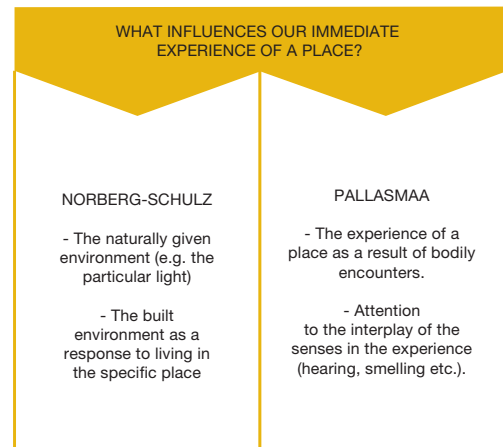 WHAT INFLUENCES OUR IMMEDIATE
EXPERIENCE OF A PLACE?
NORBERG-SCHULZ
- The naturally given
environment (e.g. the
particular light)
- The built
environment as a
response to living in
the specific place
PALLASMAA
- The experience of a
place as a result of bodily
encounters.
- Attention
to the interplay of the
senses in the experience
(hearing, smelling etc.).